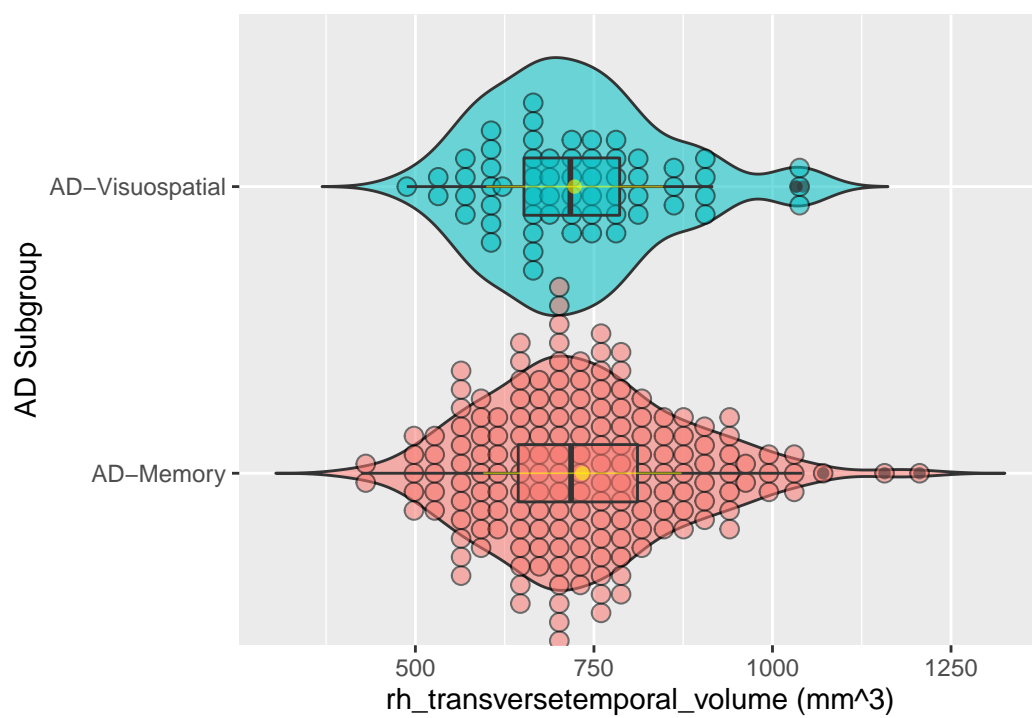 AD Subgroup
AD−Visuospatial
AD−Memory
500 750 1000 1250
rh_transversetemporal_volume (mm^3)